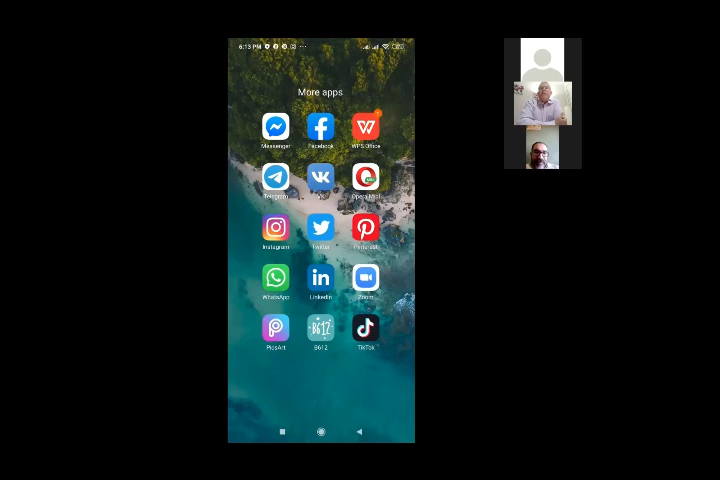 6:13 PM
More apps
Messenger Facebook WPS Office
Telegram VK Opera Mini
Instagram Twitter Pinterest
WhatsApp LinkedIn Zoom
PicsArt B612 TikTok